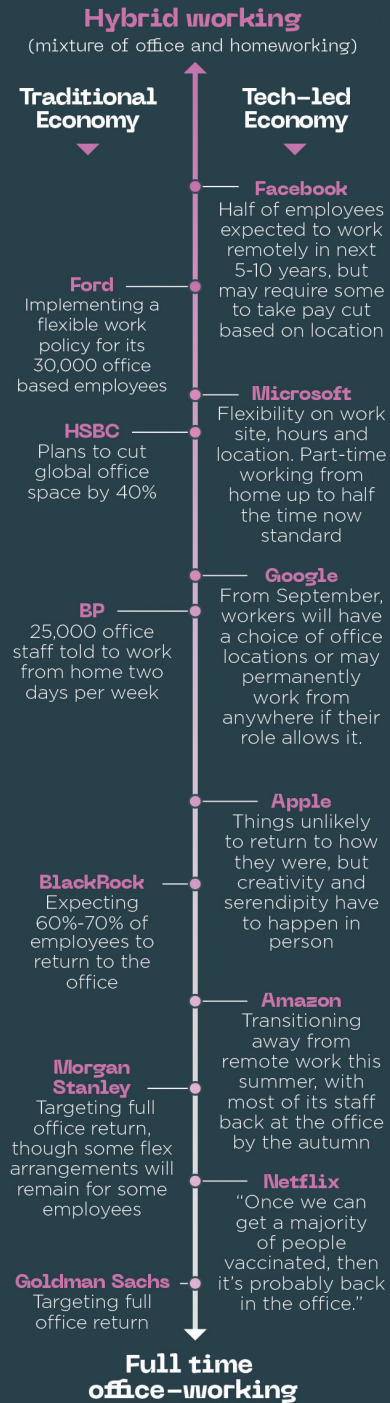 Hybrid working
(mixture of office and homeworking)
Traditional
Economy
Tech-led
Economy
Facebook
Half of employees
expected to work
remotely in next
5-10 years, but
may require some
to take pay cut
based on location
Ford
Implementing a
flexible work
policy for its
30,000 office
based employees
Microsoft
Flexibility on work
site, hours and
location. Part-time
working from
home up to half
the time now
standard
HSBC
Plans to cut
global office
space by 40%
Google
From September,
workers will have
a choice of office
locations or may
permanently
work from
anywhere if their
role allows it.
BP
25,000 office
staff told to work
from home two
days per week
Apple
Things unlikely
to return to how
they were, but
creativity and
serendipity have
to happen in
person
BlackRock
Expecting
60%-70% of
employees to
return to the
office
Amazon
Transitioning
away from
remote work this
summer, with
most of its staff
back at the office
by the autumn
Morgan
Stanley
Targeting full
office return,
though some flex
arrangements will
remain for some
employees
Netflix
“Once we can
get a majority
of people
vaccinated, then
it’s probably back
in the office.”
Goldman Sachs
Targeting full
office return
Full time
office-working